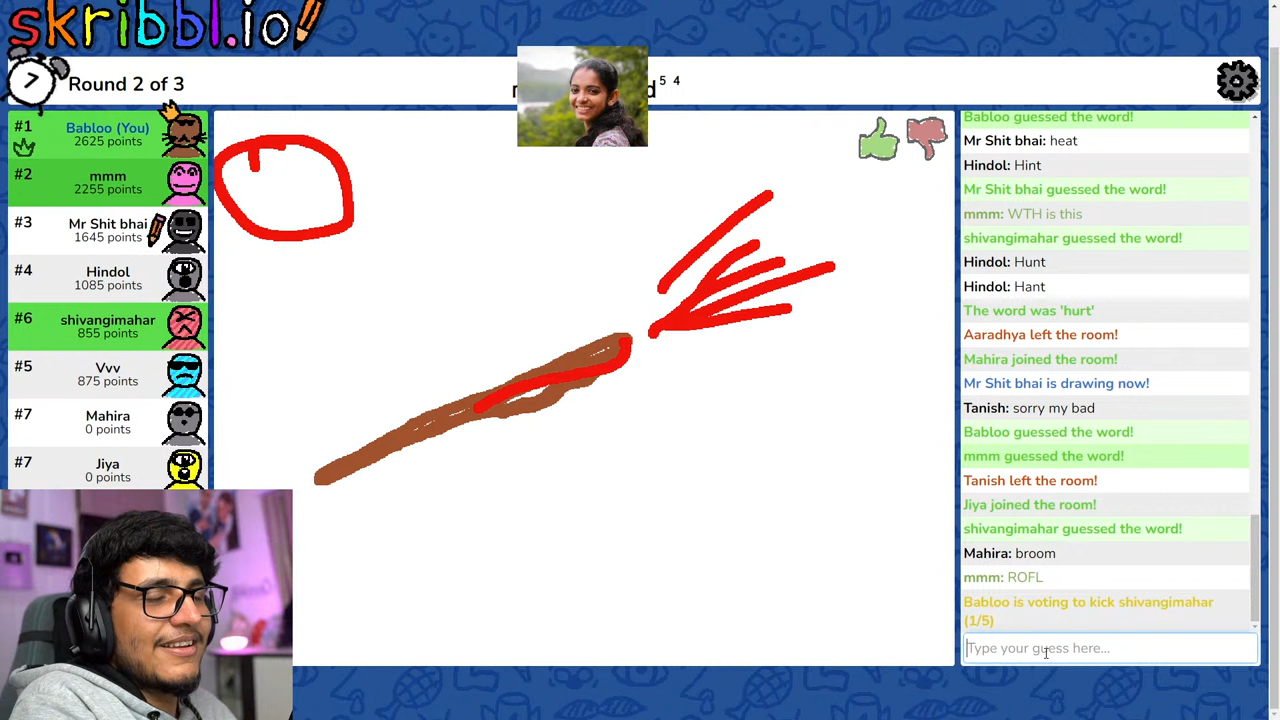 skribbl.io
Round 2 of 3
5 4
#1
Babloo (You)
2625 points
#2
mmm
2255 points
#3
Mr Shit bhai
1645 points
#4
Hindol
1085 points
#6
shivangimahar
855 points
#5
Vvv
875 points
#7
Mahira
0 points
#7
Jiya
0 points
Babloo guessed the word!
Mr Shit bhai: heat
Hindol: Hint
Mr Shit bhai guessed the word!
mmm: WTH is this
shivangimahar guessed the word!
Hindol: Hunt
Hindol: Hant
The word was 'hurt'
Aaradhya left the room!
Mahira joined the room!
Mr Shit bhai is drawing now!
Tanish: sorry my bad
Babloo guessed the word!
mmm guessed the word!
Tanish left the room!
Jiya joined the room!
shivangimahar guessed the word!
Mahira: broom
mmm: ROFL
Babloo is voting to kick shivangimahar
(1/5)
Type your guess here...